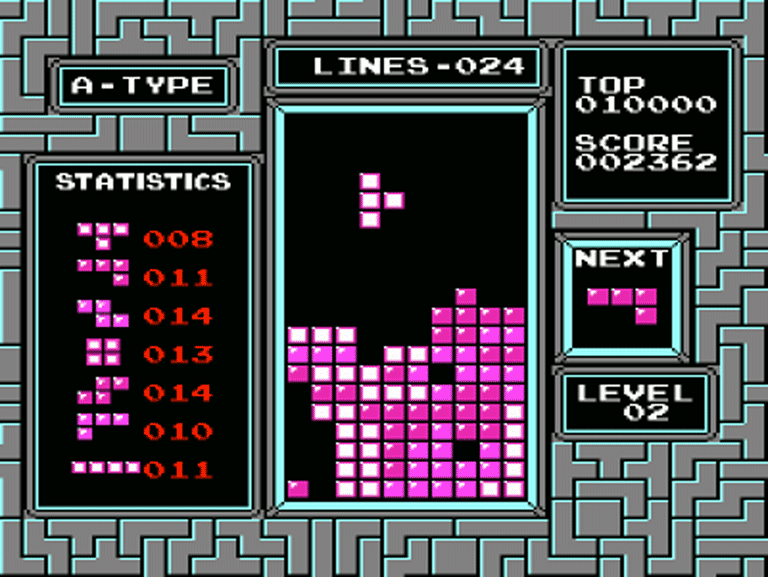 A-TYPE
LINES-024
TOP
010000
SCORE
002362
STATISTICS
008
011
014
013
014
010
011
NEXT
LEVEL
02